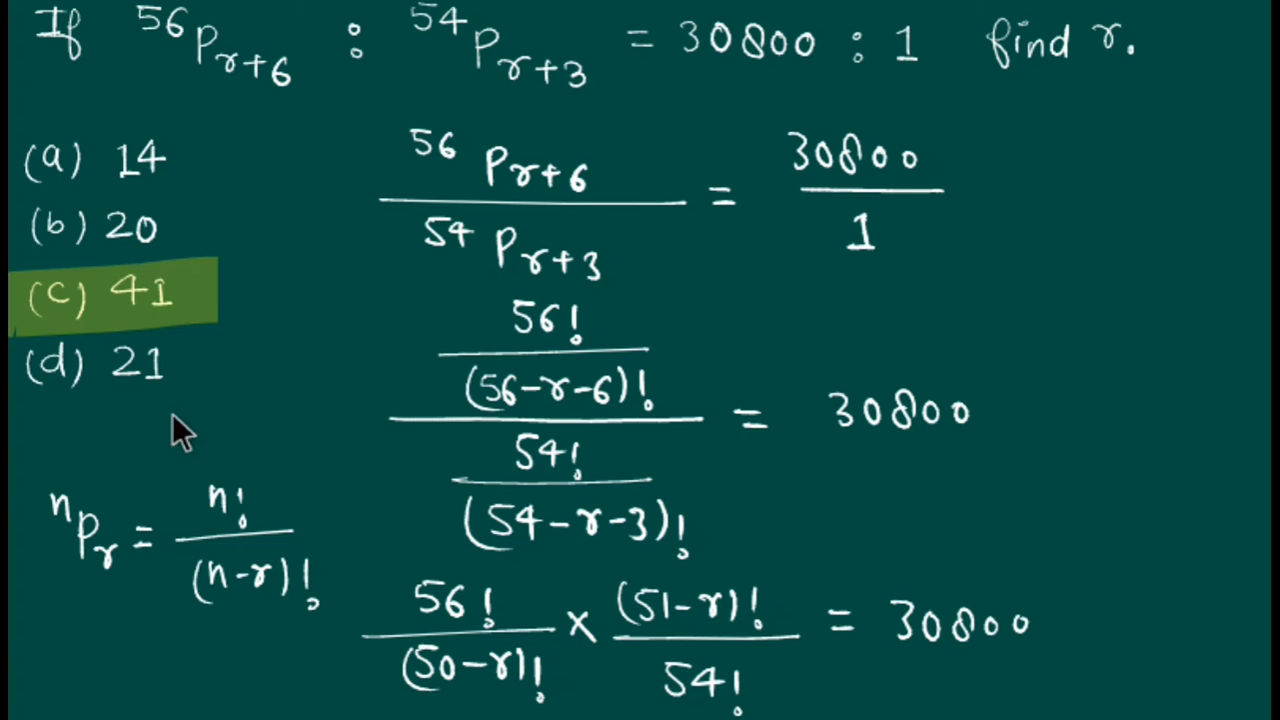 If ⁵⁶P_{r+6} : ⁵⁴P_{r+3} = 30800 : 1 find r.
(a) 14
(b) 20
(c) 41
(d) 21
ⁿP_r = n! / (n-r)!
⁵⁶P_{r+6} / ⁵⁴P_{r+3} = 30800 / 1
56! / (56-r-6)! / 54! / (54-r-3)! = 30800
56! / (50-r)! × (51-r)! / 54! = 30800